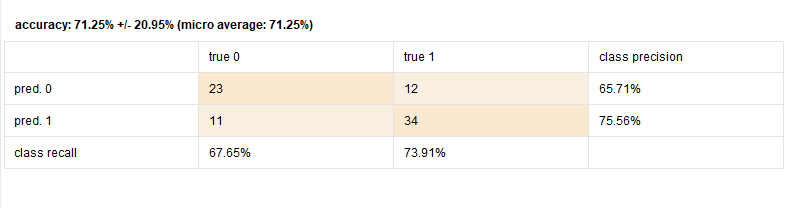 accuracy: 71.25% +/- 20.95% (micro average: 71.25%)
true 0 true 1 class precision
pred. 0 23 12 65.71%
pred. 1 11 34 75.56%
class recall 67.65% 73.91%